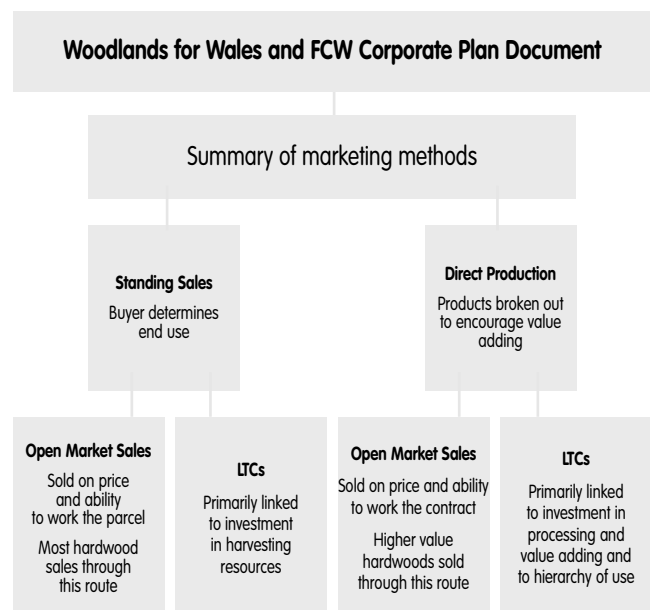 Woodlands for Wales and FCW Corporate Plan Document
Summary of marketing methods
Standing Sales
Buyer determines
end use
Direct Production
Products broken out
to encourage value
adding
Open Market Sales
Sold on price
and ability
to work the parcel
Most hardwood
sales through
this route
LTCs
Primarily linked
to investment
in harvesting
resources
Open Market Sales
Sold on price and ability
to work the contract
Higher value
hardwoods sold
through this route
LTCs
Primarily linked
to investment in
processing and
value adding and
to hierarchy of use